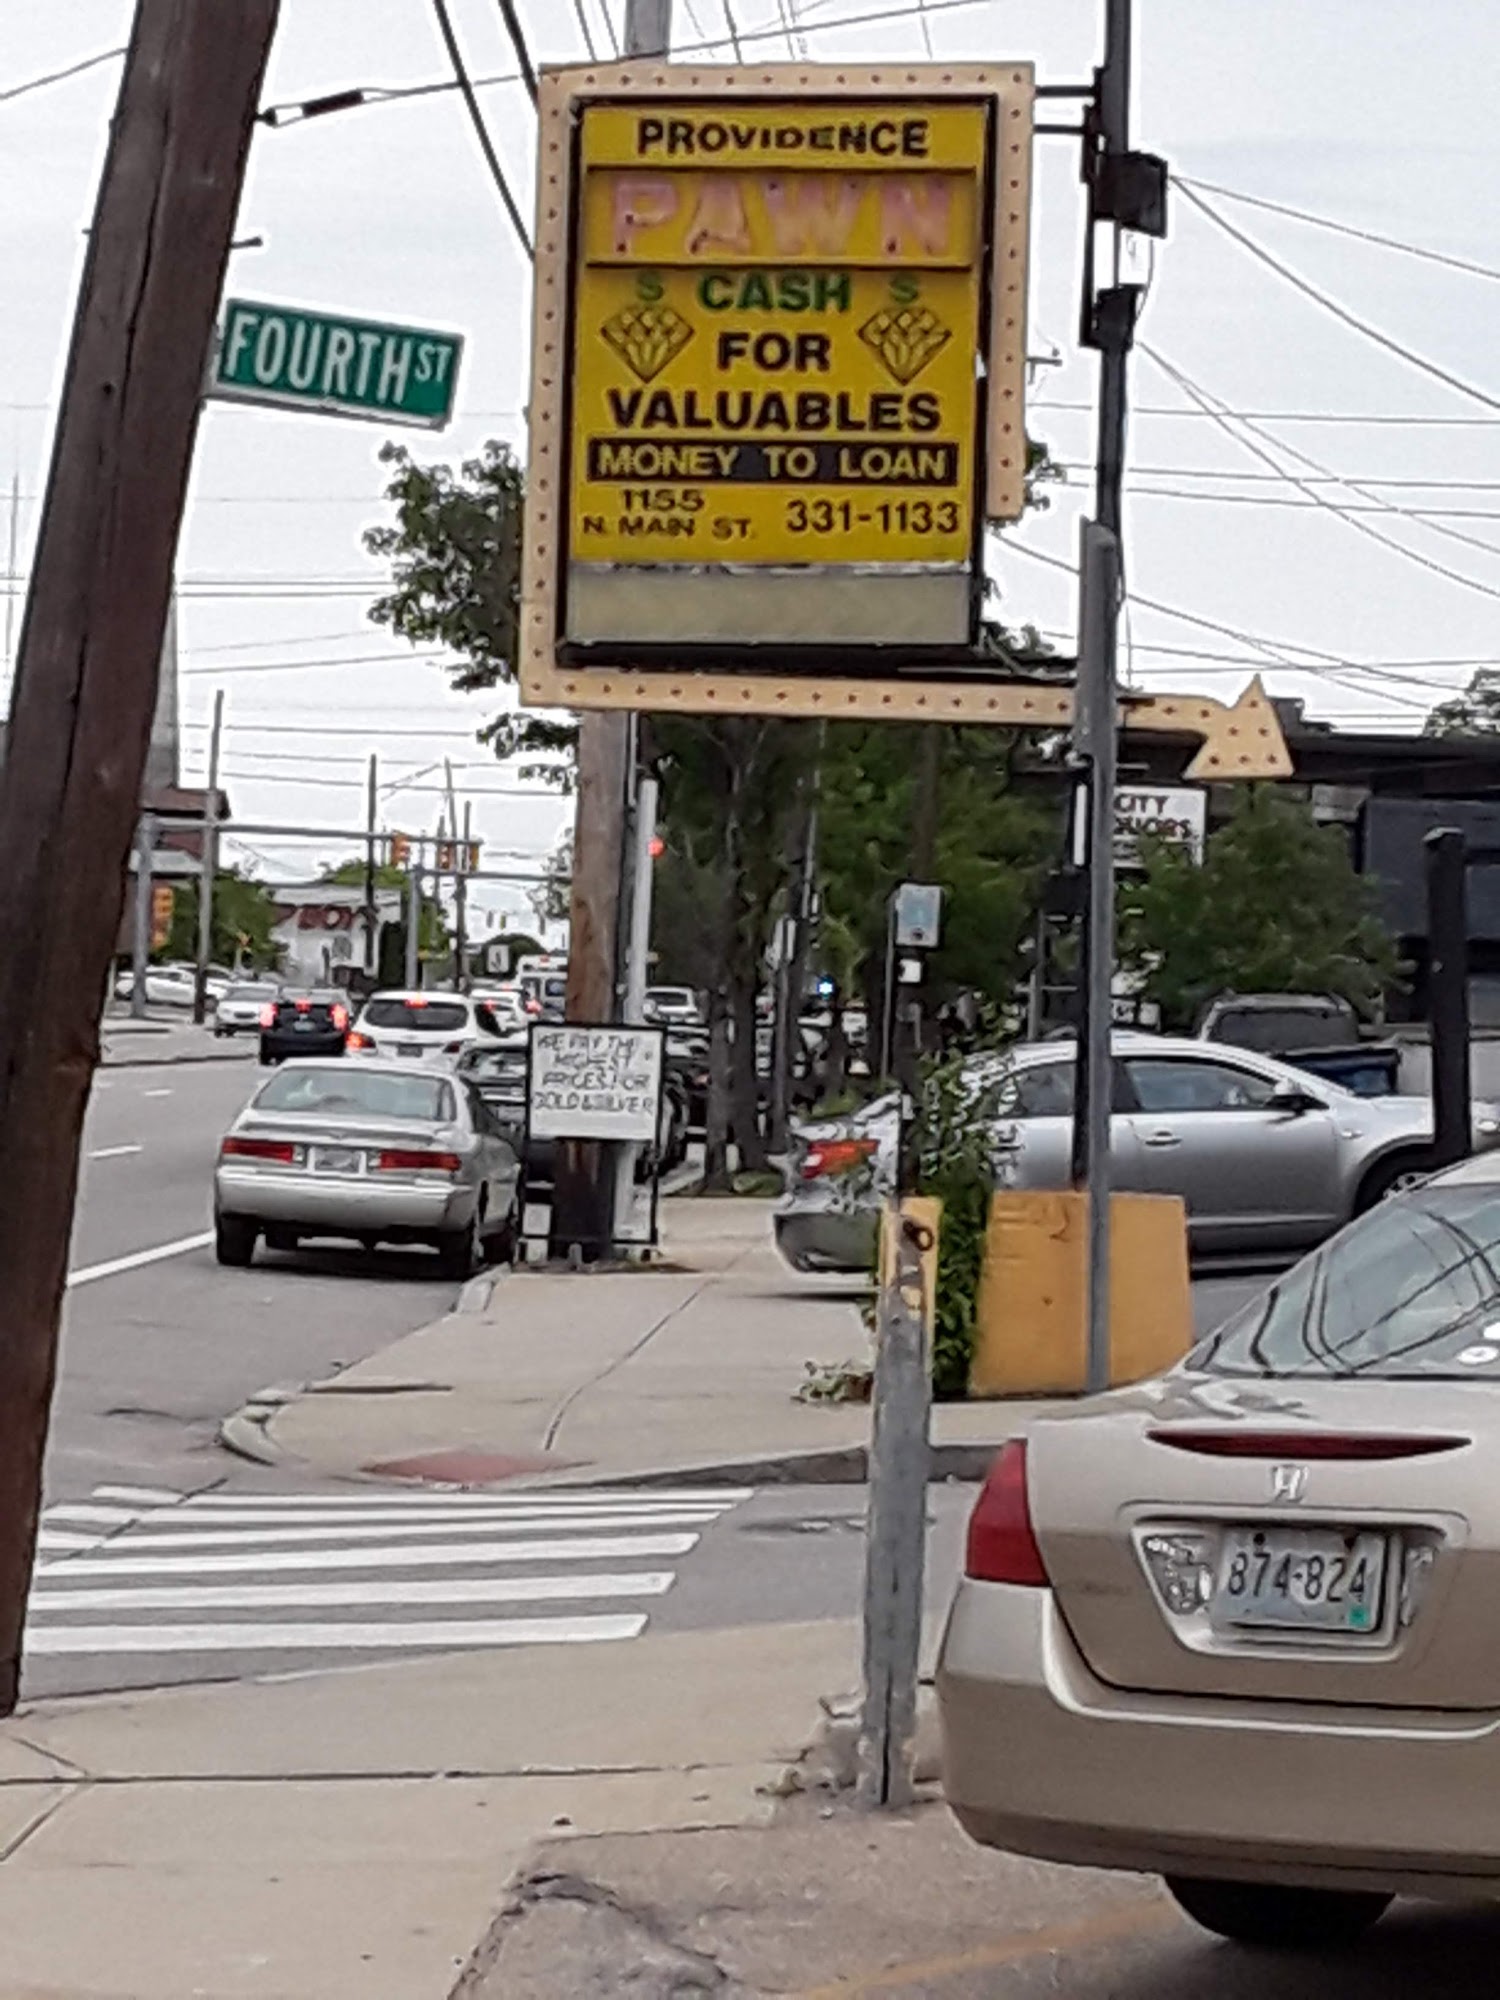 PROVIDENCE
PAWN
$ CASH $
FOR
VALUABLES
MONEY TO LOAN
1155
N. MAIN ST. 331-1133
FOURTH ST
CITY
WE PAY THE
HIGHEST
PRICES FOR
GOLD & SILVER
874-824